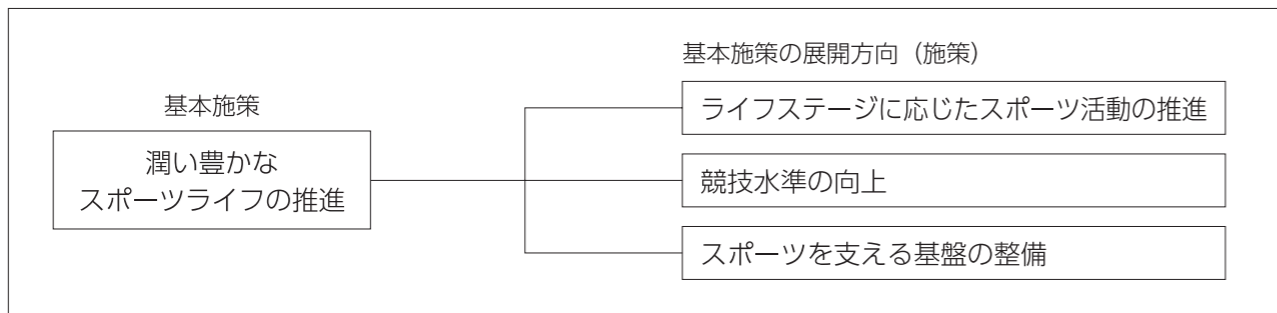 基本施策
潤い豊かな
スポーツライフの推進
基本施策の展開方向（施策）
ライフステージに応じたスポーツ活動の推進
競技水準の向上
スポーツを支える基盤の整備